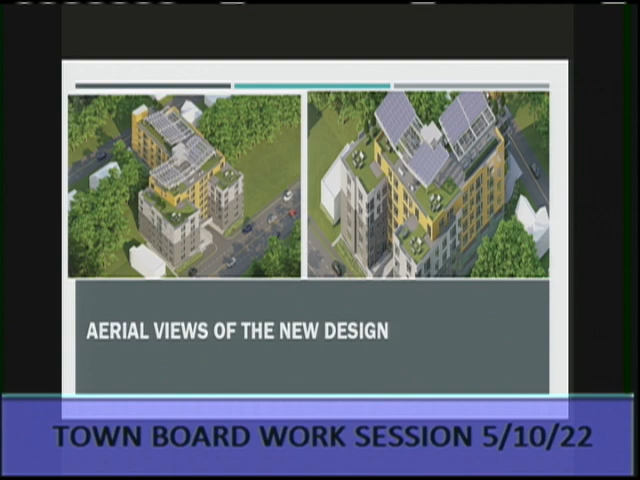 AERIAL VIEWS OF THE NEW DESIGN
TOWN BOARD WORK SESSION 5/10/22